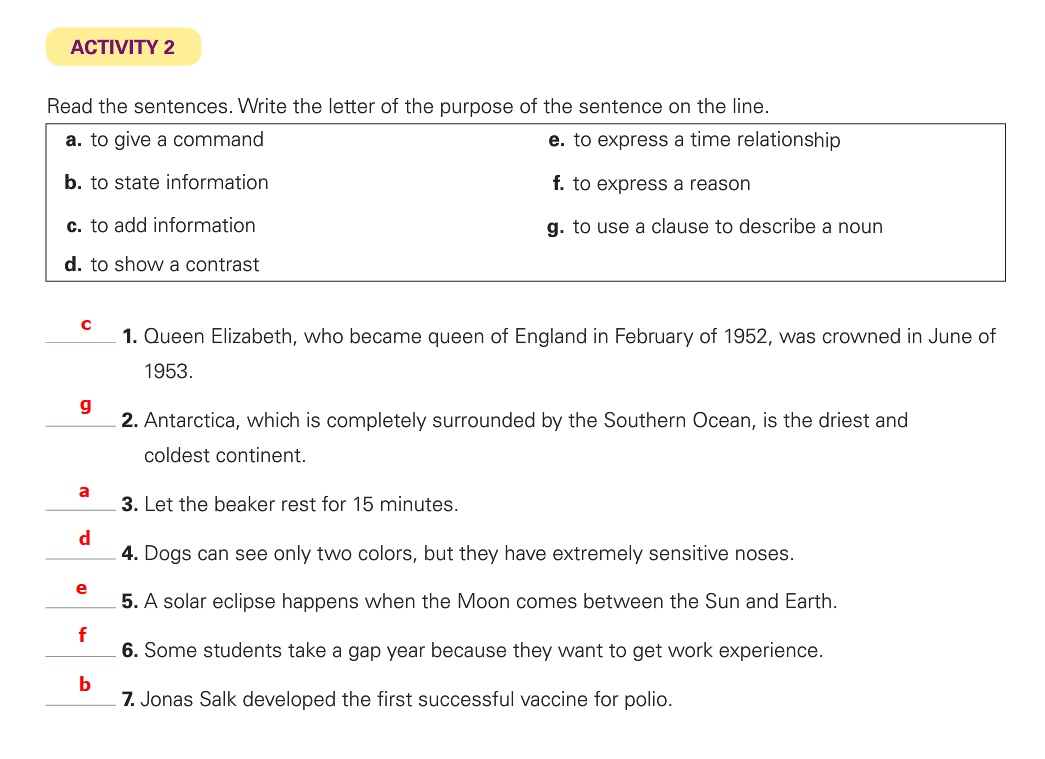 ACTIVITY 2
Read the sentences. Write the letter of the purpose of the sentence on the line.
a. to give a command
b. to state information
c. to add information
d. to show a contrast
e. to express a time relationship
f. to express a reason
g. to use a clause to describe a noun
c 1. Queen Elizabeth, who became queen of England in February of 1952, was crowned in June of
1953.
g 2. Antarctica, which is completely surrounded by the Southern Ocean, is the driest and
coldest continent.
a 3. Let the beaker rest for 15 minutes.
d 4. Dogs can see only two colors, but they have extremely sensitive noses.
e 5. A solar eclipse happens when the Moon comes between the Sun and Earth.
f 6. Some students take a gap year because they want to get work experience.
b 7. Jonas Salk developed the first successful vaccine for polio.